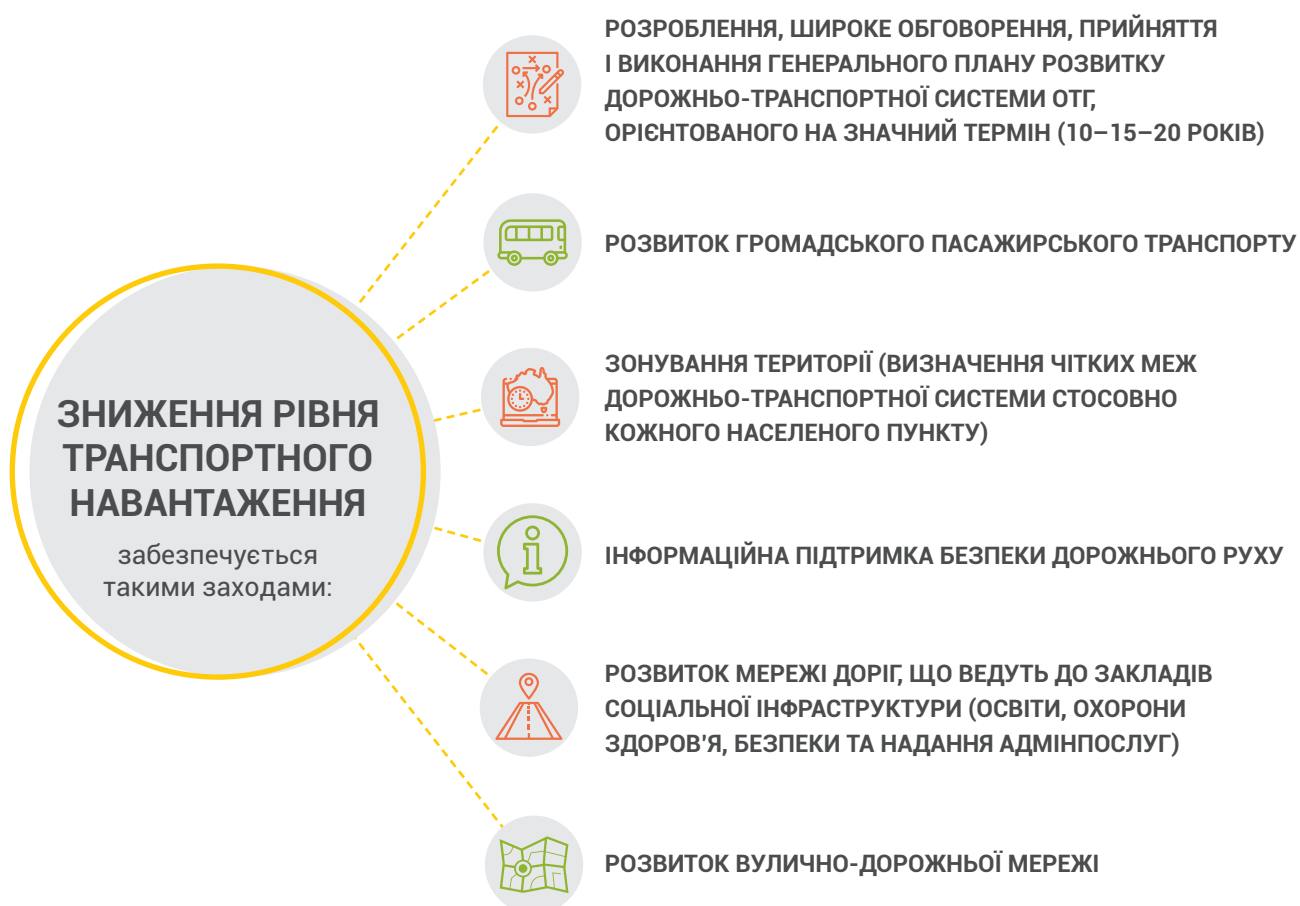 ЗНИЖЕННЯ РІВНЯ
ТРАНСПОРТНОГО
НАВАНТАЖЕННЯ
забезпечується
такими заходами:
РОЗРОБЛЕННЯ, ШИРОКЕ ОБГОВОРЕННЯ, ПРИЙНЯТТЯ
І ВИКОНАННЯ ГЕНЕРАЛЬНОГО ПЛАНУ РОЗВИТКУ
ДОРОЖНЬО-ТРАНСПОРТНОЇ СИСТЕМИ ОТГ,
ОРІЄНТОВАНОГО НА ЗНАЧНИЙ ТЕРМІН (10–15–20 РОКІВ)
РОЗВИТОК ГРОМАДСЬКОГО ПАСАЖИРСЬКОГО ТРАНСПОРТУ
ЗОНУВАННЯ ТЕРИТОРІЇ (ВИЗНАЧЕННЯ ЧІТКИХ МЕЖ
ДОРОЖНЬО-ТРАНСПОРТНОЇ СИСТЕМИ СТОСОВНО
КОЖНОГО НАСЕЛЕНОГО ПУНКТУ)
ІНФОРМАЦІЙНА ПІДТРИМКА БЕЗПЕКИ ДОРОЖНЬОГО РУХУ
РОЗВИТОК МЕРЕЖІ ДОРІГ, ЩО ВЕДУТЬ ДО ЗАКЛАДІВ
СОЦІАЛЬНОЇ ІНФРАСТРУКТУРИ (ОСВІТИ, ОХОРОНИ
ЗДОРОВ'Я, БЕЗПЕКИ ТА НАДАННЯ АДМІНПОСЛУГ)
РОЗВИТОК ВУЛИЧНО-ДОРОЖНЬОЇ МЕРЕЖІ